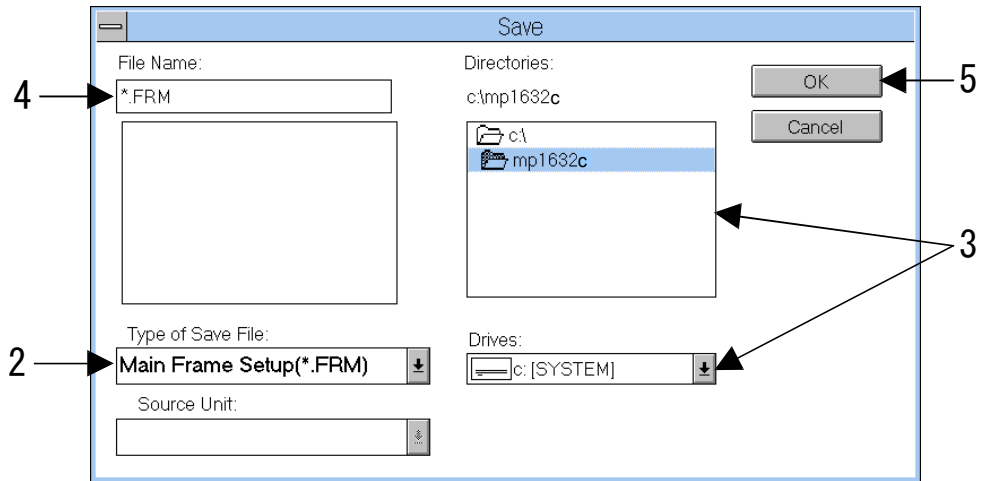 Save
File Name:
*.FRM
Directories:
c:\mp1632c
c:\
mp1632c
OK
Cancel
4
5
3
Type of Save File:
Main Frame Setup(*.FRM)
2
Drives:
c: [SYSTEM]
Source Unit: